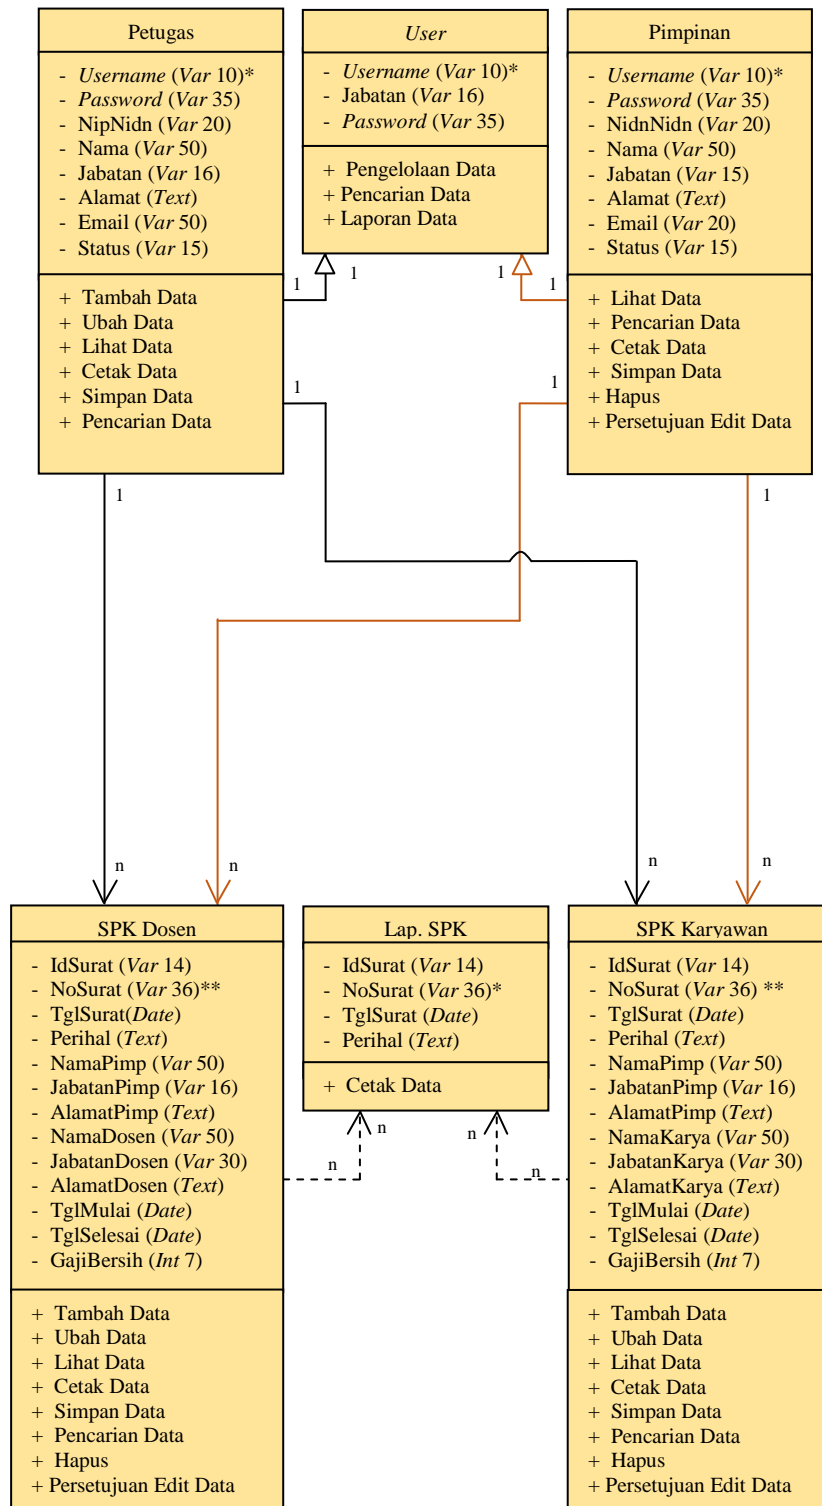 Petugas
- Username (Var 10)*
- Password (Var 35)
- NipNidn (Var 20)
- Nama (Var 50)
- Jabatan (Var 16)
- Alamat (Text)
- Email (Var 50)
- Status (Var 15)
+ Tambah Data
+ Ubah Data
+ Lihat Data
+ Cetak Data
+ Simpan Data
+ Pencarian Data
User
- Username (Var 10)*
- Jabatan (Var 16)
- Password (Var 35)
+ Pengelolaan Data
+ Pencarian Data
+ Laporan Data
Pimpinan
- Username (Var 10)*
- Password (Var 35)
- NidnNidn (Var 20)
- Nama (Var 50)
- Jabatan (Var 15)
- Alamat (Text)
- Email (Var 20)
- Status (Var 15)
+ Lihat Data
+ Pencarian Data
+ Cetak Data
+ Simpan Data
+ Hapus
+ Persetujuan Edit Data
1
1
1
1
1
1
1
1
n
n
n
n
SPK Dosen
- IdSurat (Var 14)
- NoSurat (Var 36)**
- TglSurat(Date)
- Perihal (Text)
- NamaPimp (Var 50)
- JabatanPimp (Var 16)
- AlamatPimp (Text)
- NamaDosen (Var 50)
- JabatanDosen (Var 30)
- AlamatDosen (Text)
- TglMulai (Date)
- TglSelesai (Date)
- GajiBersih (Int 7)
+ Tambah Data
+ Ubah Data
+ Lihat Data
+ Cetak Data
+ Simpan Data
+ Pencarian Data
+ Hapus
+ Persetujuan Edit Data
Lap. SPK
- IdSurat (Var 14)
- NoSurat (Var 36)*
- TglSurat (Date)
- Perihal (Text)
+ Cetak Data
n
n
n
n
SPK Karyawan
- IdSurat (Var 14)
- NoSurat (Var 36) **
- TglSurat (Date)
- Perihal (Text)
- NamaPimp (Var 50)
- JabatanPimp (Var 16)
- AlamatPimp (Text)
- NamaKarya (Var 50)
- JabatanKarya (Var 30)
- AlamatKarya (Text)
- TglMulai (Date)
- TglSelesai (Date)
- GajiBersih (Int 7)
+ Tambah Data
+ Ubah Data
+ Lihat Data
+ Cetak Data
+ Simpan Data
+ Pencarian Data
+ Hapus
+ Persetujuan Edit Data